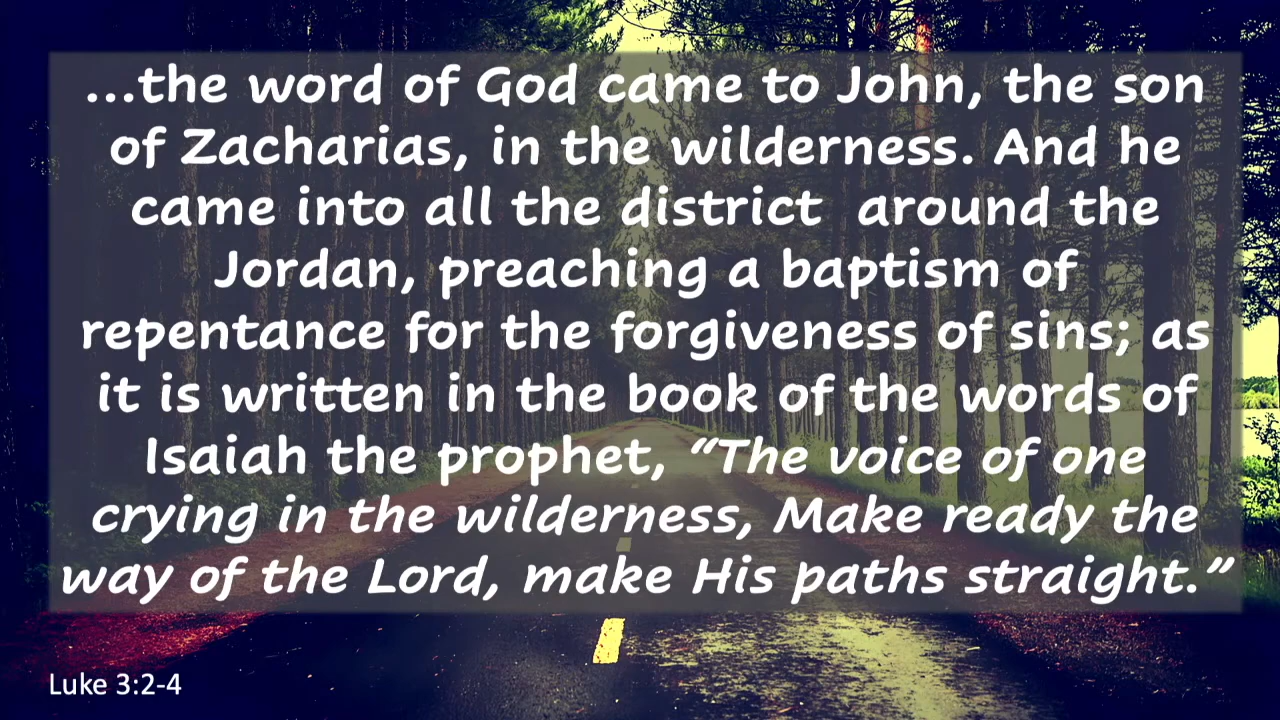 ...the word of God came to John, the son
of Zacharias, in the wilderness. And he
came into all the district  around the
Jordan, preaching a baptism of
repentance for the forgiveness of sins; as
it is written in the book of the words of
Isaiah the prophet, “The voice of one
crying in the wilderness, Make ready the
way of the Lord, make His paths straight.”
Luke 3:2-4